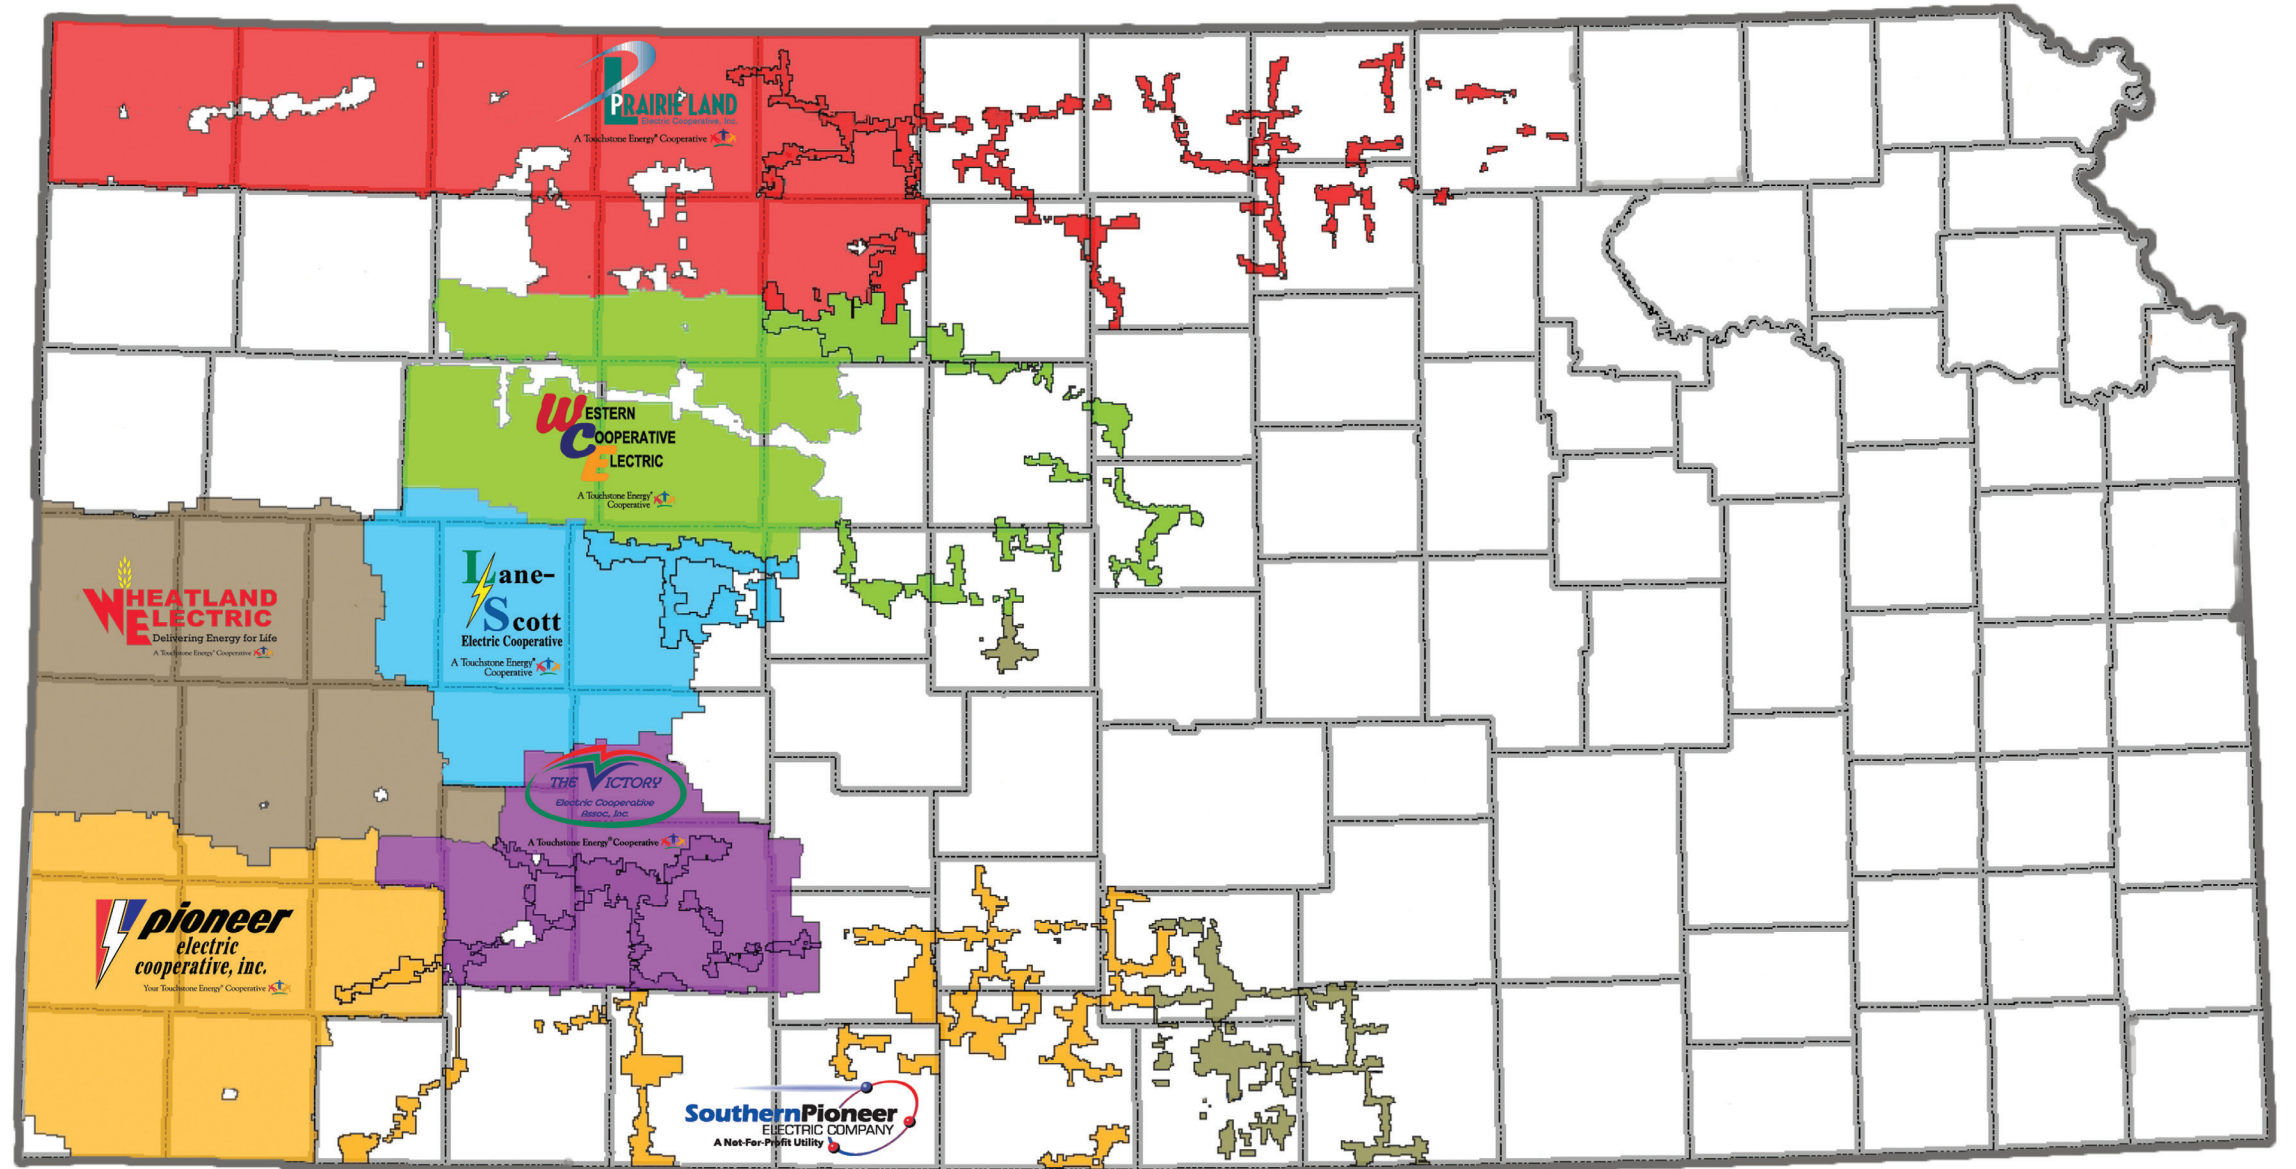 PRAIRIE LAND
Electric Cooperative, Inc.
A Touchstone Energy® Cooperative
WESTERN
COOPERATIVE
ELECTRIC
A Touchstone Energy®
Cooperative
WHEATLAND
ELECTRIC
Delivering Energy for Life
A Touchstone Energy® Cooperative
Lane-
Scott
Electric Cooperative
A Touchstone Energy®
Cooperative
THE VICTORY
Electric Cooperative
Assoc., Inc.
A Touchstone Energy® Cooperative
pioneer
electric
cooperative, inc.
Your Touchstone Energy® Cooperative
SouthernPioneer
ELECTRIC COMPANY
A Not-For-Profit Utility